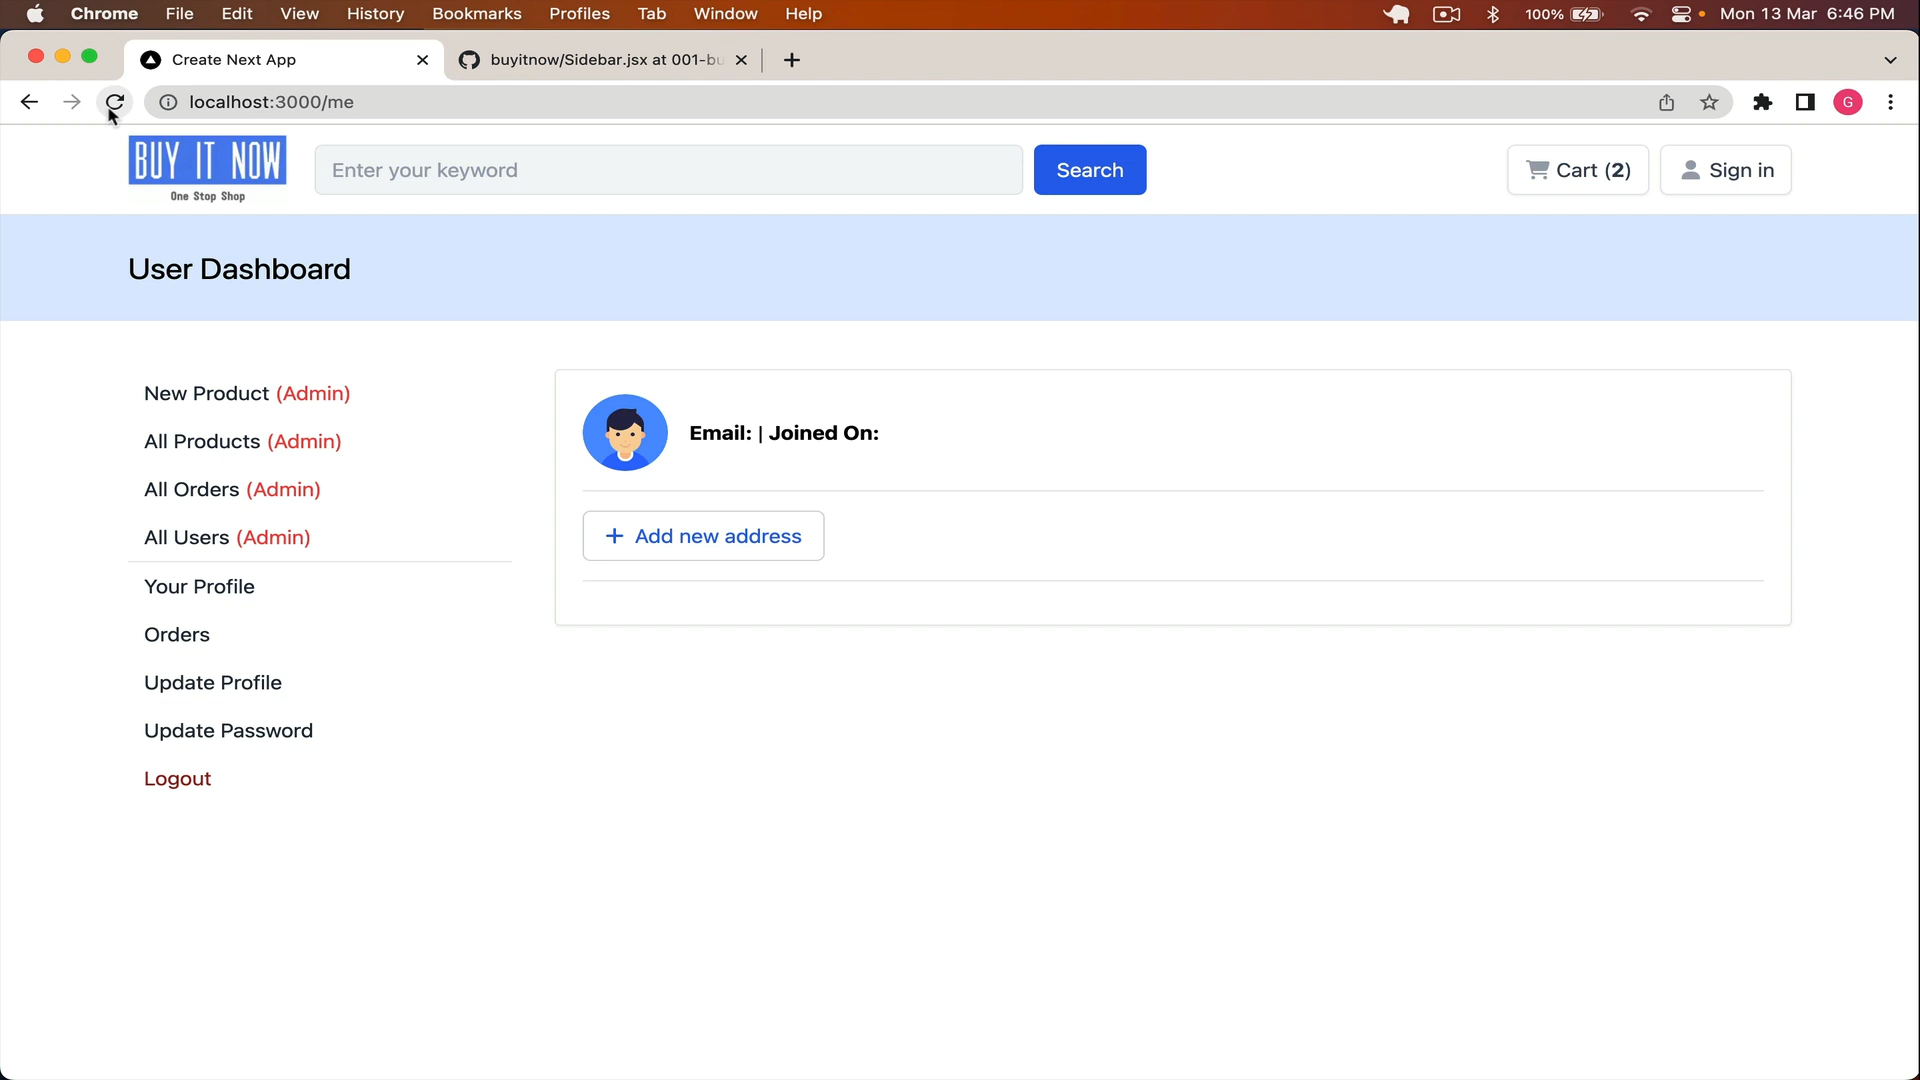 Chrome File Edit View History Bookmarks Profiles Tab Window Help 100% Mon 13 Mar 6:46 PM
Create Next App
buyitnow/Sidebar.jsx at 001-bu
localhost:3000/me
G
BUY IT NOW
One Stop Shop
Enter your keyword
Search
Cart (2)
Sign in
User Dashboard
New Product (Admin)
All Products (Admin)
All Orders (Admin)
All Users (Admin)
Your Profile
Orders
Update Profile
Update Password
Logout
Email: | Joined On:
Add new address